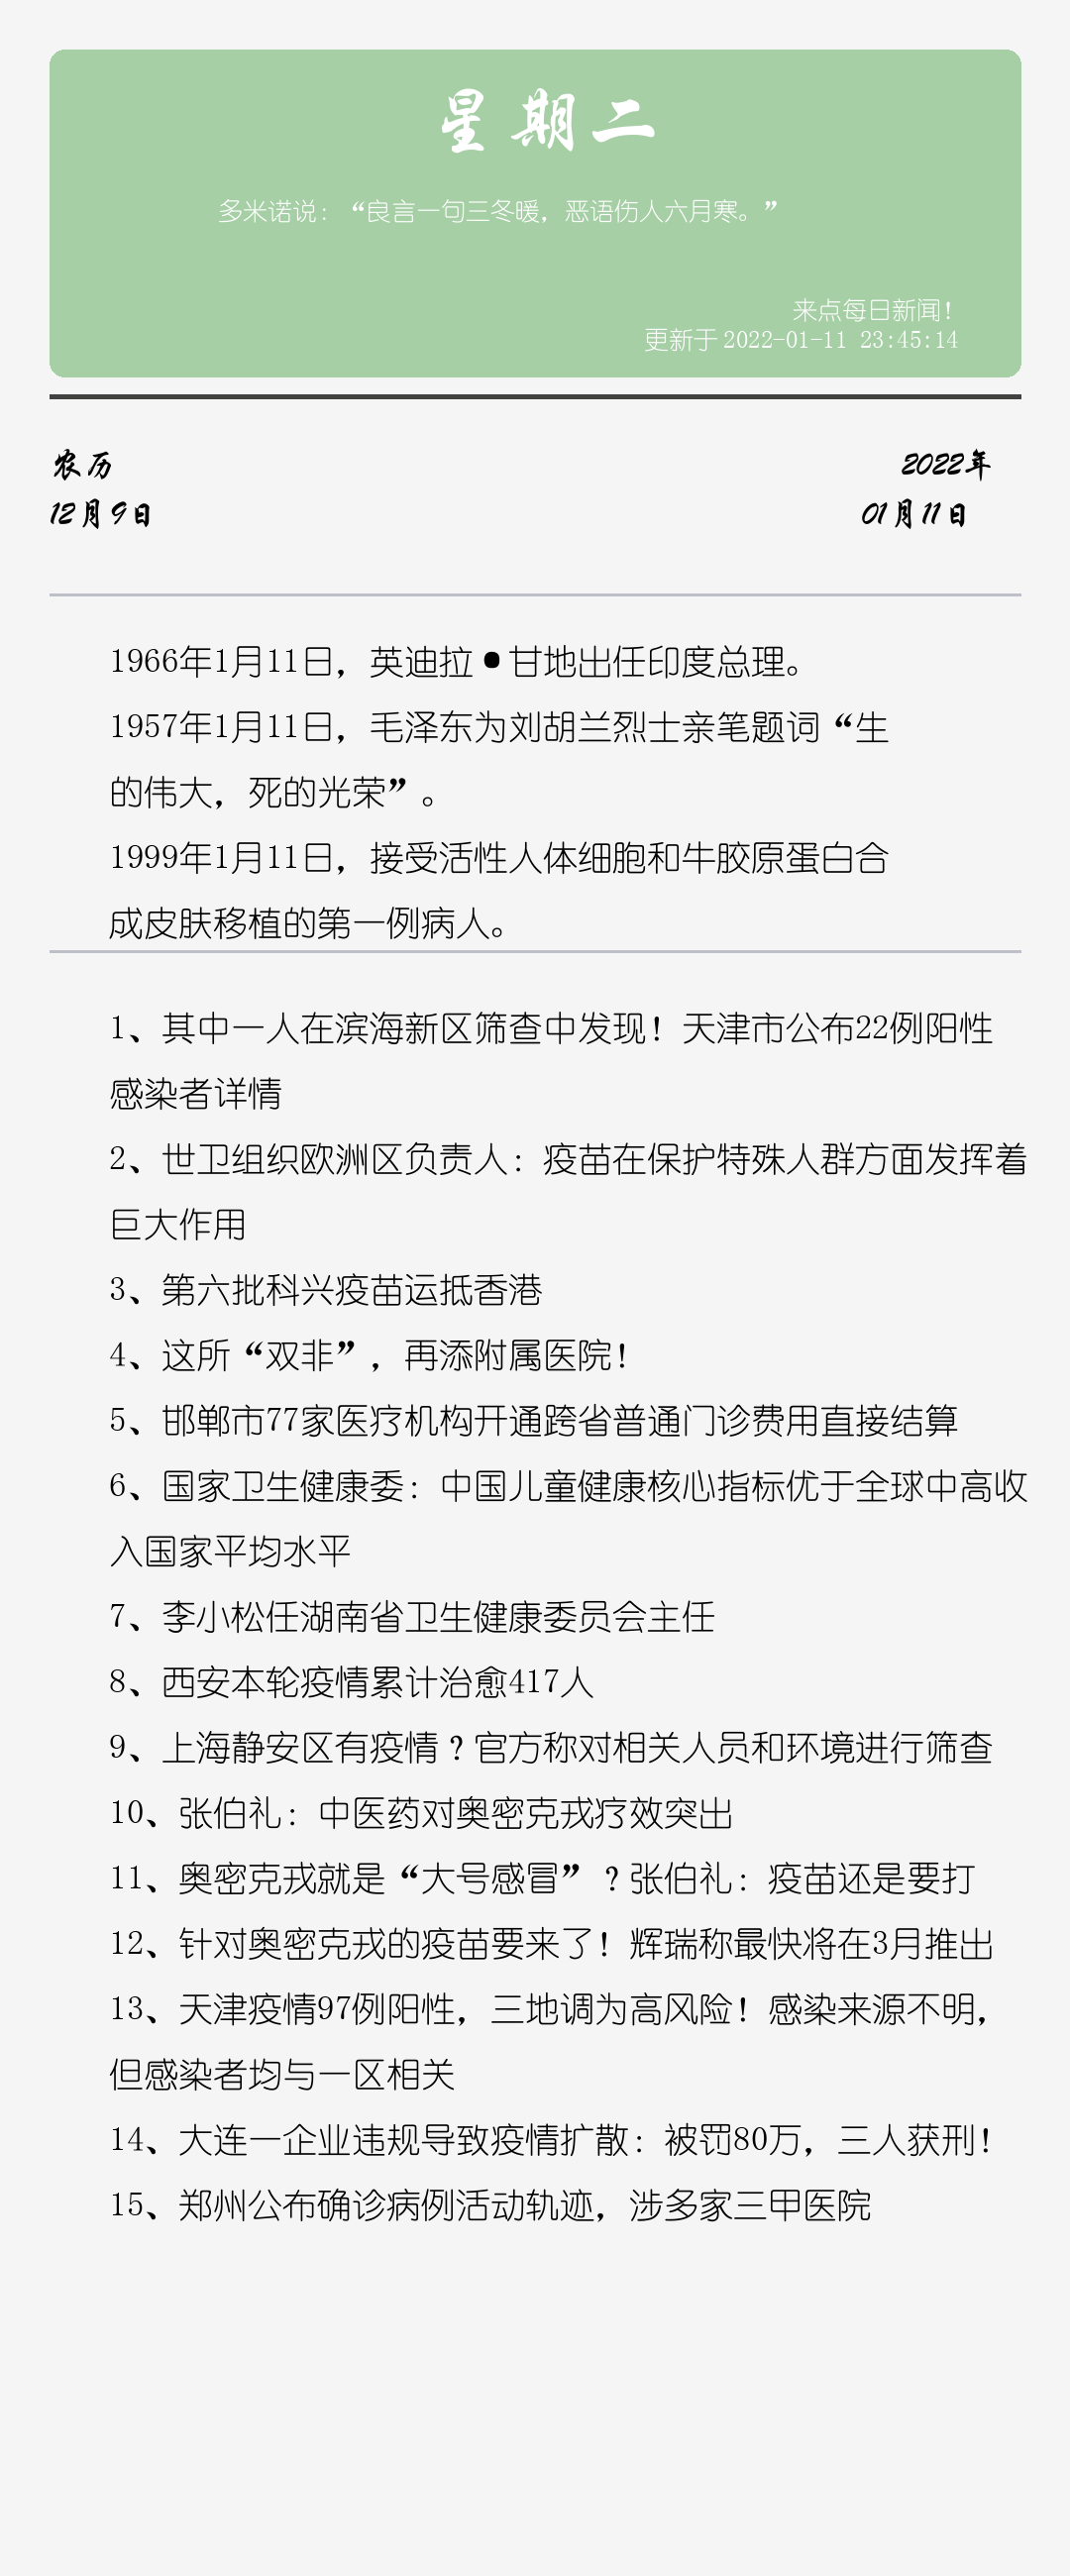 星期二
多米诺说：“良言一句三冬暖，恶语伤人六月寒。”
来点每日新闻！
更新于 2022-01-11 23:45:14
农历
2022年
12月9日
01月11日
1966年1月11日，英迪拉•甘地出任印度总理。
1957年1月11日，毛泽东为刘胡兰烈士亲笔题词“生
的伟大，死的光荣”。
1999年1月11日，接受活性人体细胞和牛胶原蛋白合
成皮肤移植的第一例病人。
1、其中一人在滨海新区筛查中发现！天津市公布22例阳性
感染者详情
2、世卫组织欧洲区负责人：疫苗在保护特殊人群方面发挥着
巨大作用
3、第六批科兴疫苗运抵香港
4、这所“双非”，再添附属医院！
5、邯郸市77家医疗机构开通跨省普通门诊费用直接结算
6、国家卫生健康委：中国儿童健康核心指标优于全球中高收
入国家平均水平
7、李小松任湖南省卫生健康委员会主任
8、西安本轮疫情累计治愈417人
9、上海静安区有疫情？官方称对相关人员和环境进行筛查
10、张伯礼：中医药对奥密克戎疗效突出
11、奥密克戎就是“大号感冒”？张伯礼：疫苗还是要打
12、针对奥密克戎的疫苗要来了！辉瑞称最快将在3月推出
13、天津疫情97例阳性，三地调为高风险！感染来源不明，
但感染者均与一区相关
14、大连一企业违规导致疫情扩散：被罚80万，三人获刑！
15、郑州公布确诊病例活动轨迹，涉多家三甲医院